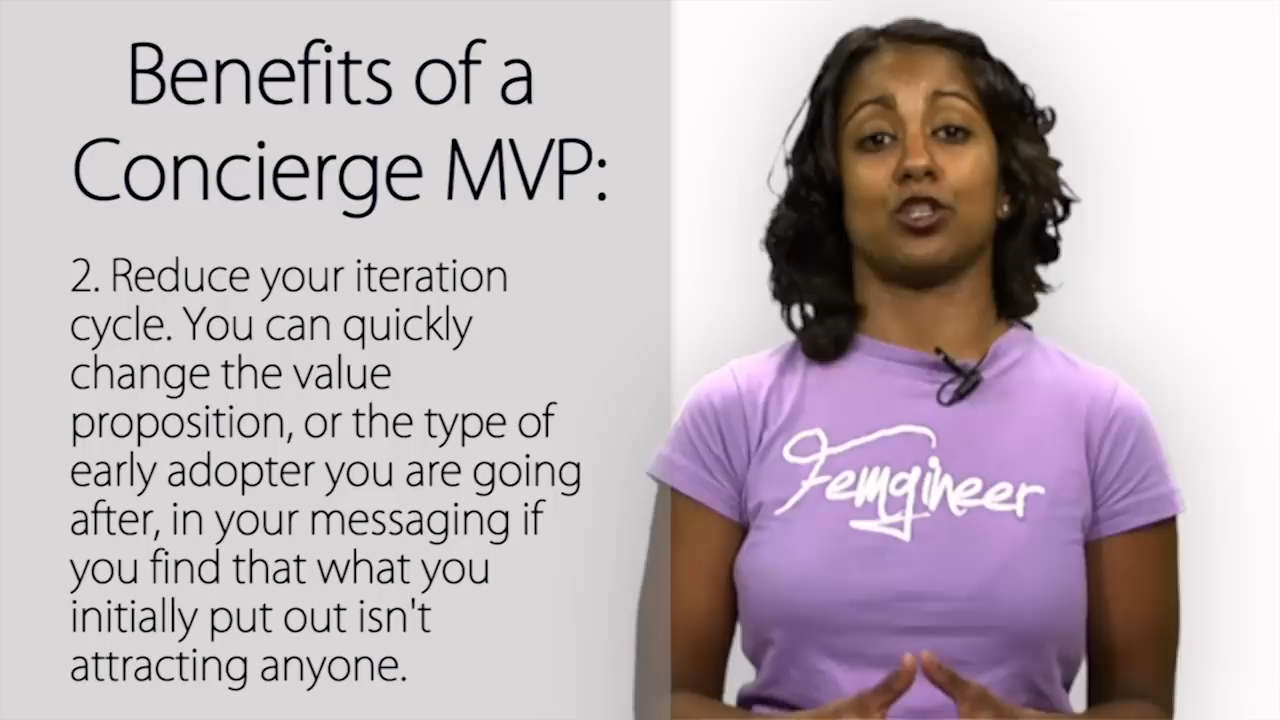 Benefits of a
Concierge MVP:
2. Reduce your iteration
cycle. You can quickly
change the value
proposition, or the type of
early adopter you are going
after, in your messaging if
you find that what you
initially put out isn't
attracting anyone.
Femgineer